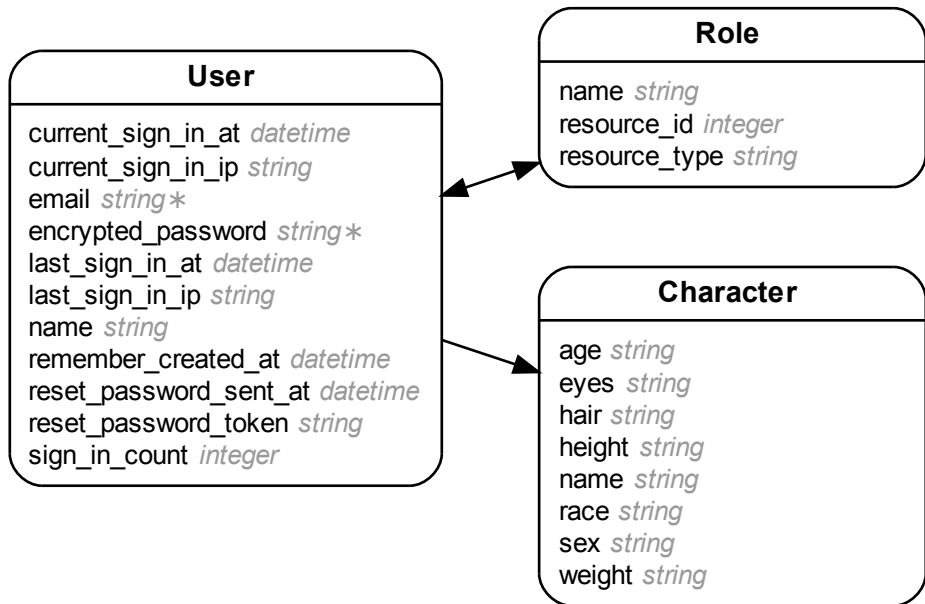 User
current_sign_in_at datetime
current_sign_in_ip string
email string∗
encrypted_password string∗
last_sign_in_at datetime
last_sign_in_ip string
name string
remember_created_at datetime
reset_password_sent_at datetime
reset_password_token string
sign_in_count integer
Role
name string
resource_id integer
resource_type string
Character
age string
eyes string
hair string
height string
name string
race string
sex string
weight string